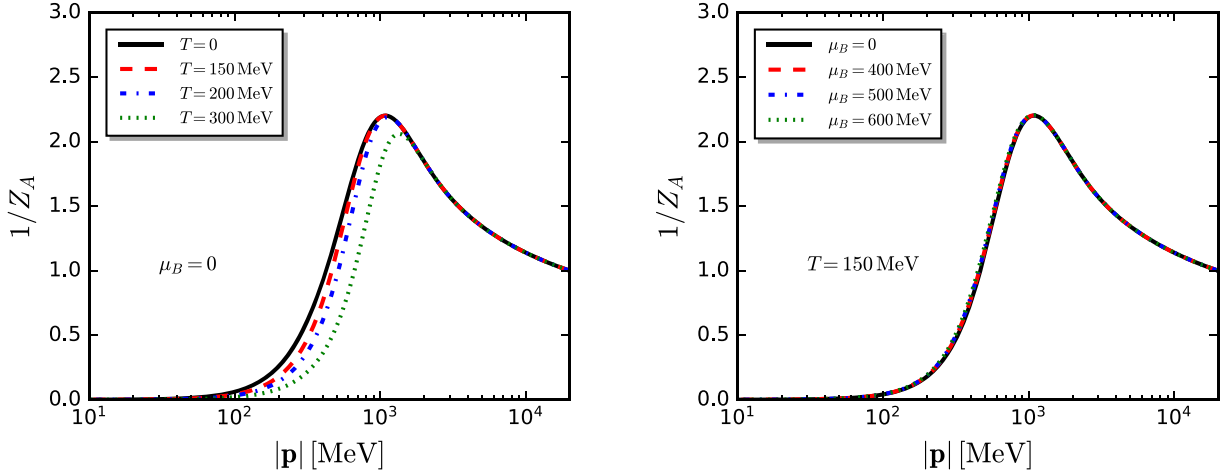 3.0
2.5
2.0
1.5
1.0
0.5
0.0
1/Z_A
T = 0
T = 150 MeV
T = 200 MeV
T = 300 MeV
μ_B = 0
10^1
10^2
10^3
10^4
|p| [MeV]
3.0
2.5
2.0
1.5
1.0
0.5
0.0
1/Z_A
μ_B = 0
μ_B = 400 MeV
μ_B = 500 MeV
μ_B = 600 MeV
T = 150 MeV
10^1
10^2
10^3
10^4
|p| [MeV]